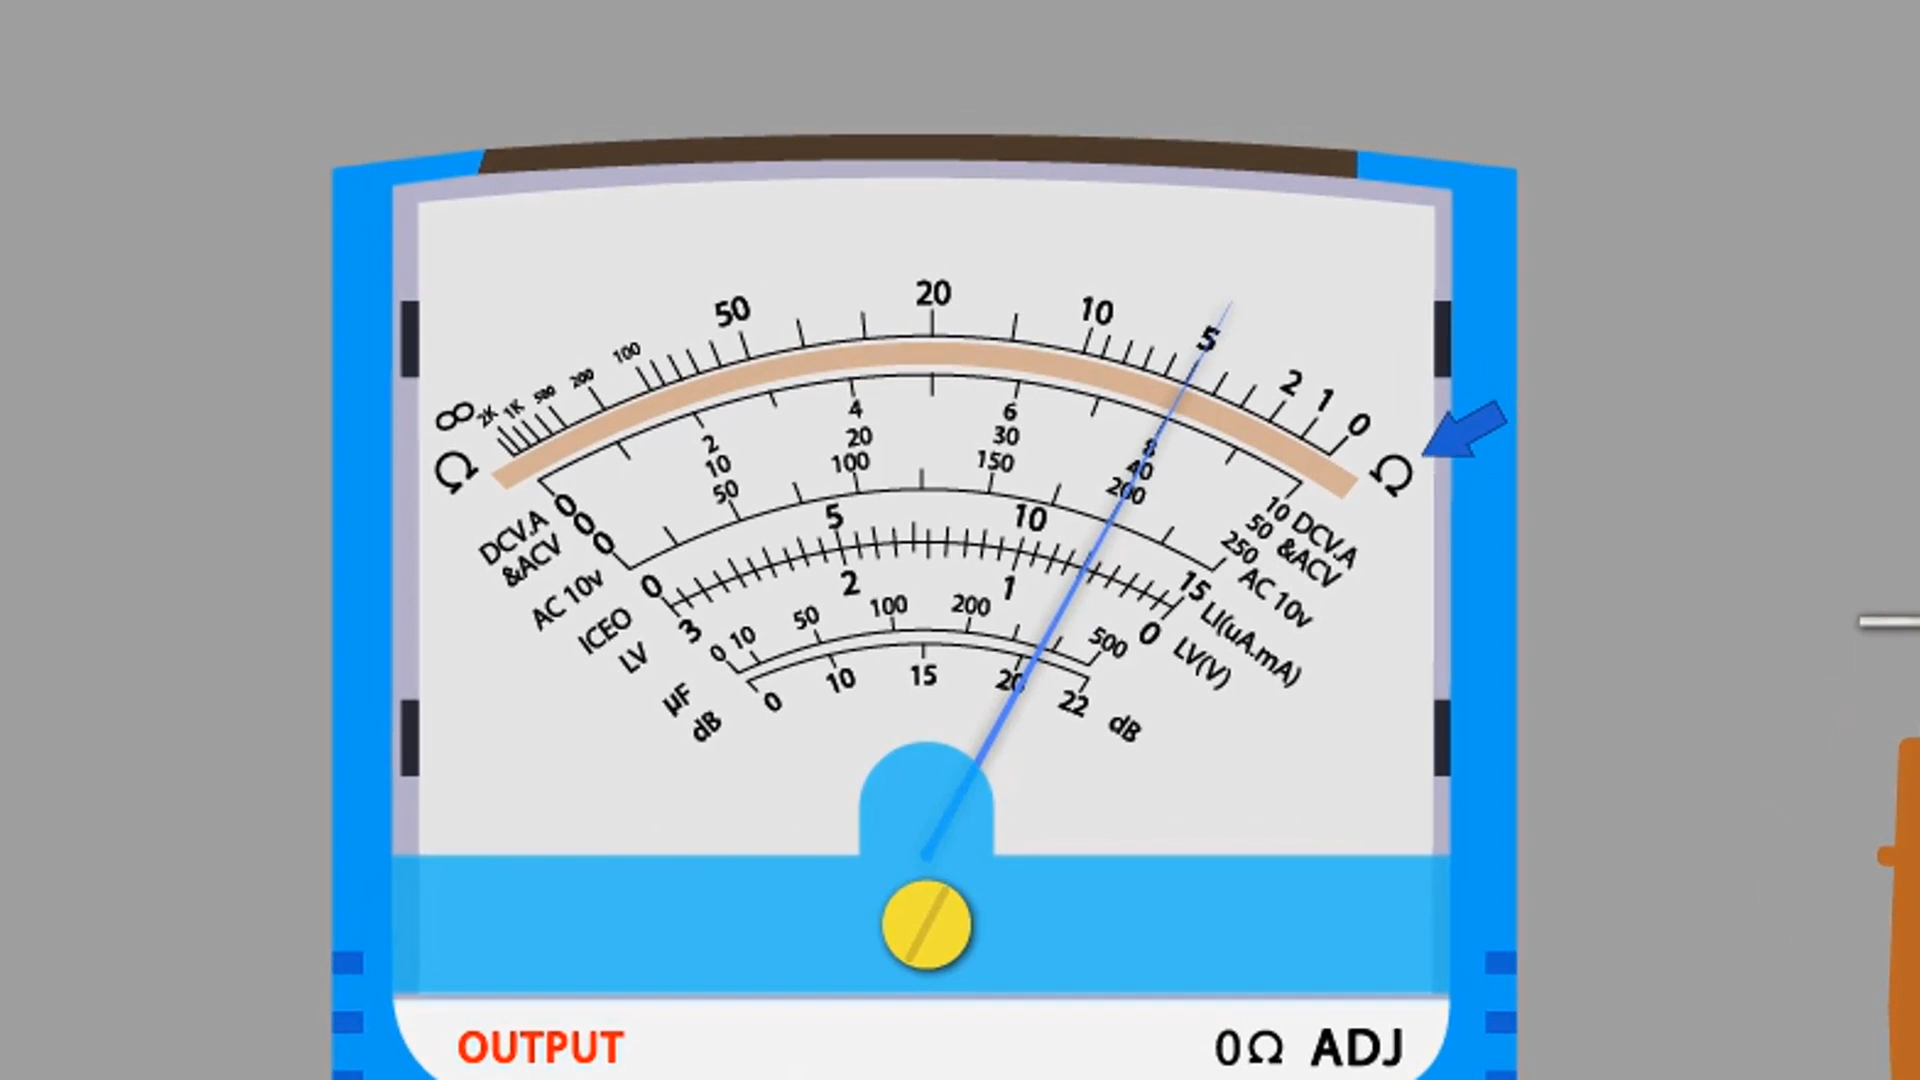 50 20 10 5
∞ 2K 1K 500 200 100 2 1 0
Ω Ω
0 2 4 6 8 10
0 10 20 30 40 50
0 50 100 150 200 250
DCV.A
&ACV
DCV.A
&ACV
AC 10v
AC 10v
0 5 10 15
ICEO
LI(uA.mA)
3 2 1 0
LV
LV(V)
0 10 50 100 200 500
µF
0 10 15 20 22
dB
dB
OUTPUT
0Ω ADJ